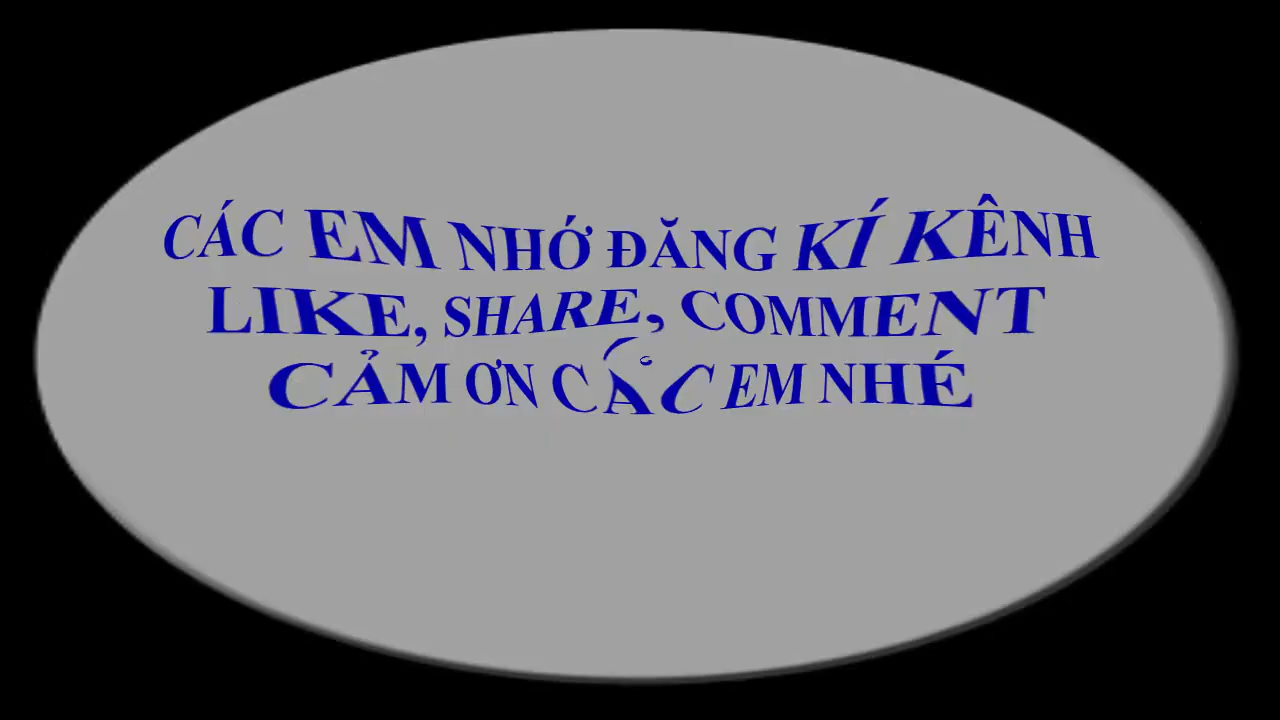 CÁC EM NHỚ ĐĂNG KÍ KÊNH
LIKE, SHARE, COMMENT
CẢM ƠN CÁC EM NHÉ